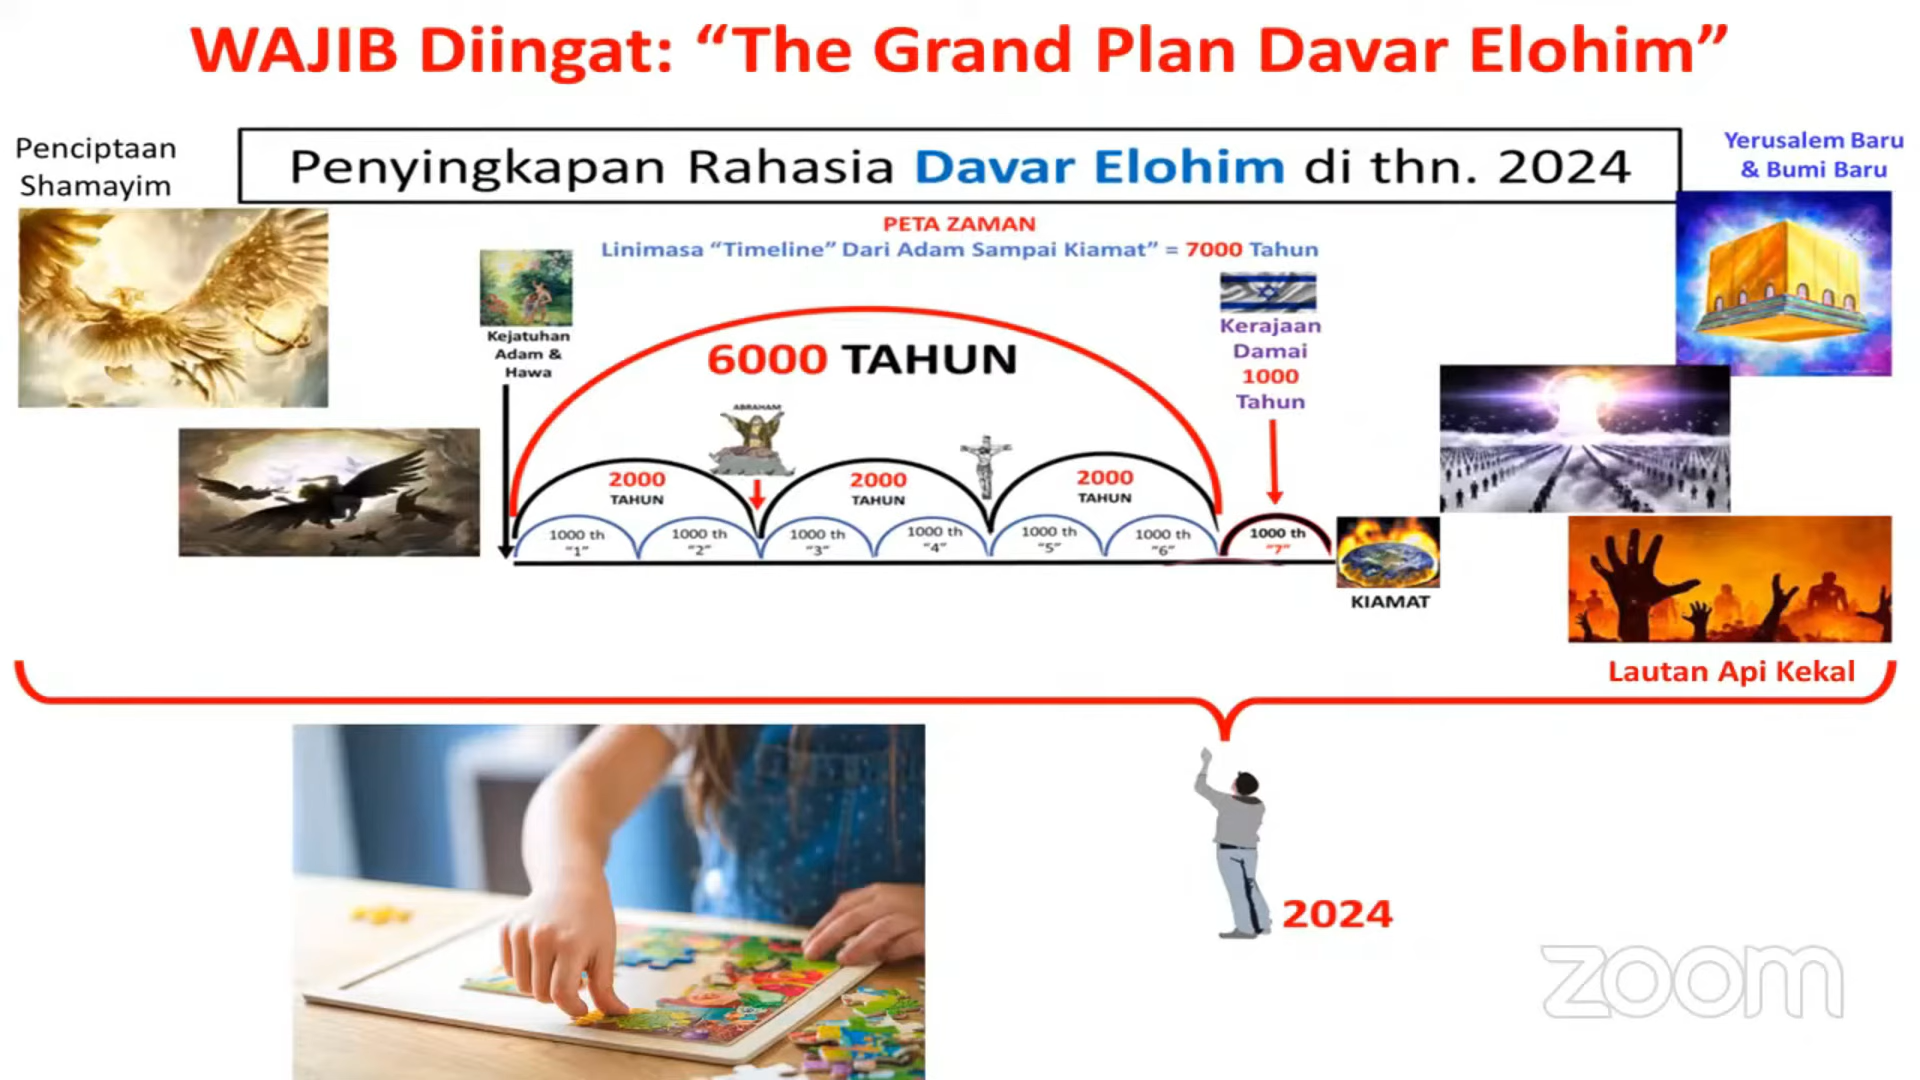 WAJIB Diingat: “The Grand Plan Davar Elohim”
Penciptaan
Shamayim
Penyingkapan Rahasia Davar Elohim di thn. 2024
Yerusalem Baru
& Bumi Baru
PETA ZAMAN
Linimasa “Timeline” Dari Adam Sampai Kiamat” = 7000 Tahun
Kejatuhan
Adam &
Hawa
6000 TAHUN
Kerajaan
Damai
1000
Tahun
ABRAHAM
2000
TAHUN
2000
TAHUN
2000
TAHUN
1000 th
“1”
1000 th
“2”
1000 th
“3”
1000 th
“4”
1000 th
“5”
1000 th
“6”
1000 th
“7”
KIAMAT
Lautan Api Kekal
2024
zoom